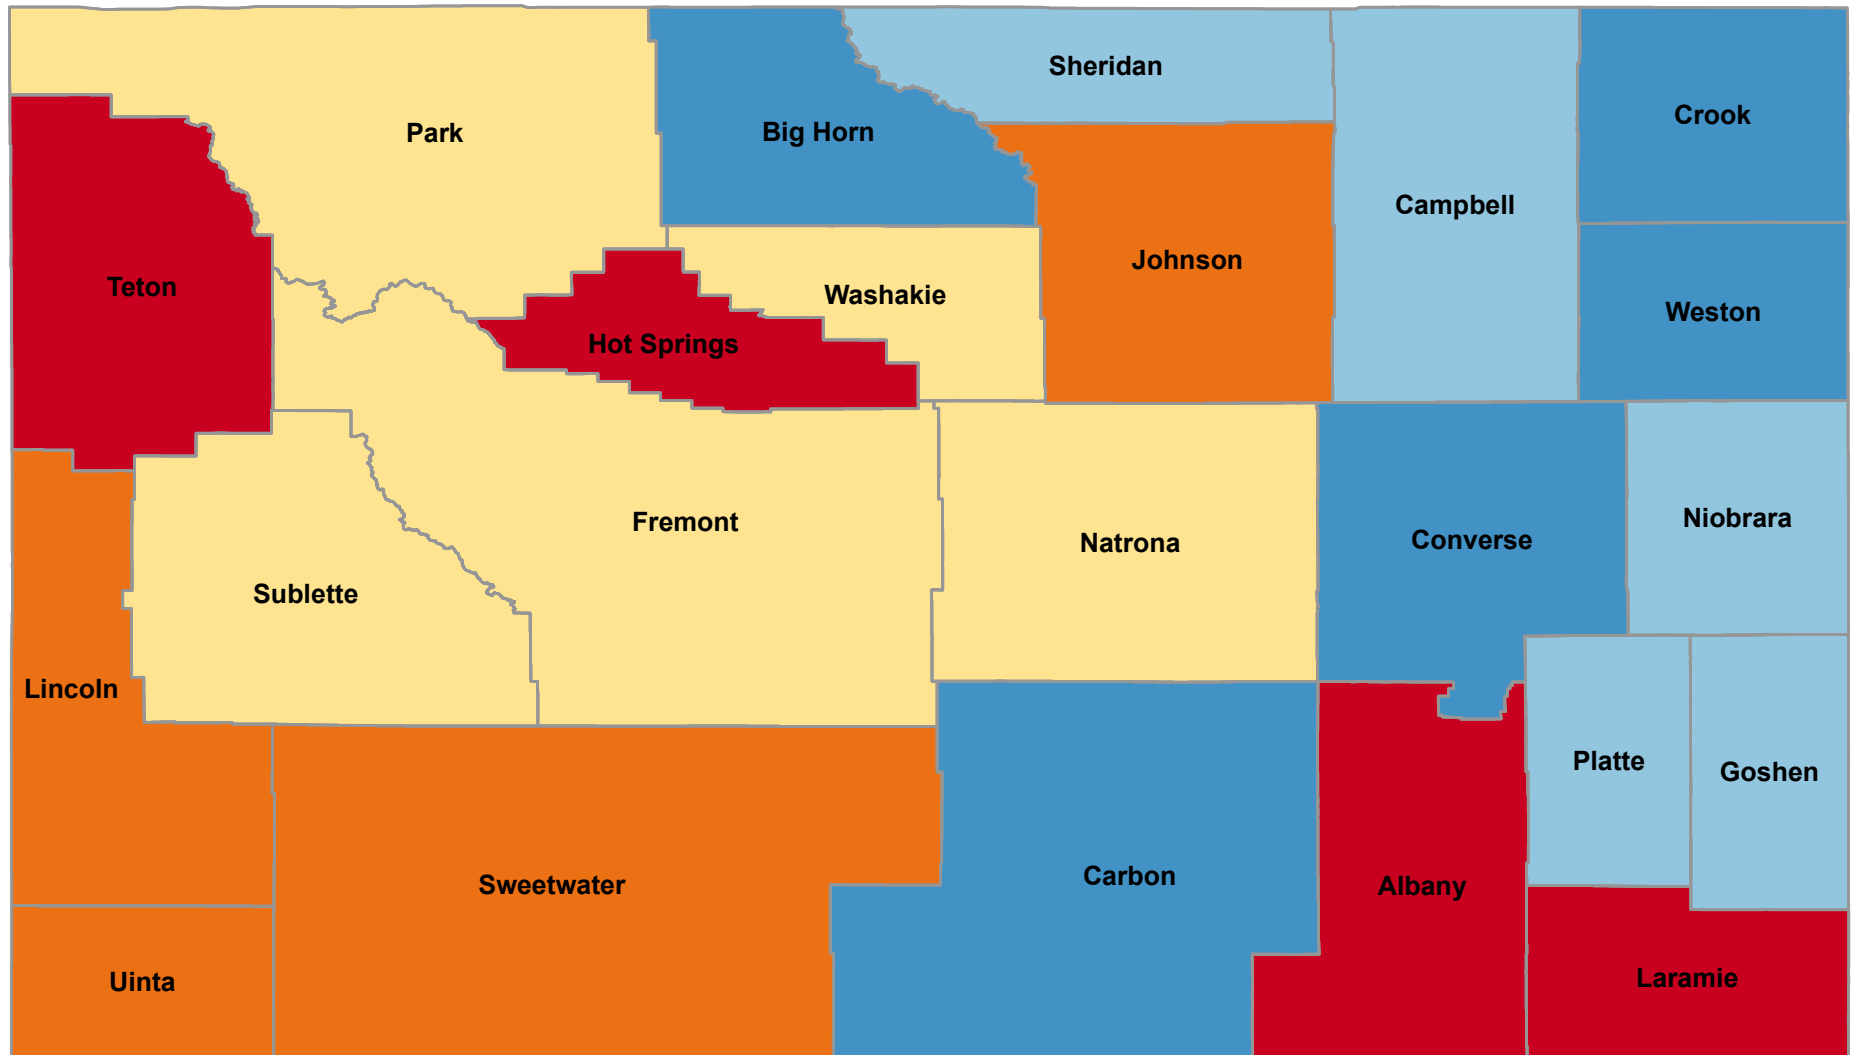 Sheridan
Crook
Park
Big Horn
Campbell
Johnson
Teton
Washakie
Weston
Hot Springs
Niobrara
Fremont
Converse
Natrona
Sublette
Lincoln
Platte
Goshen
Carbon
Sweetwater
Albany
Laramie
Uinta